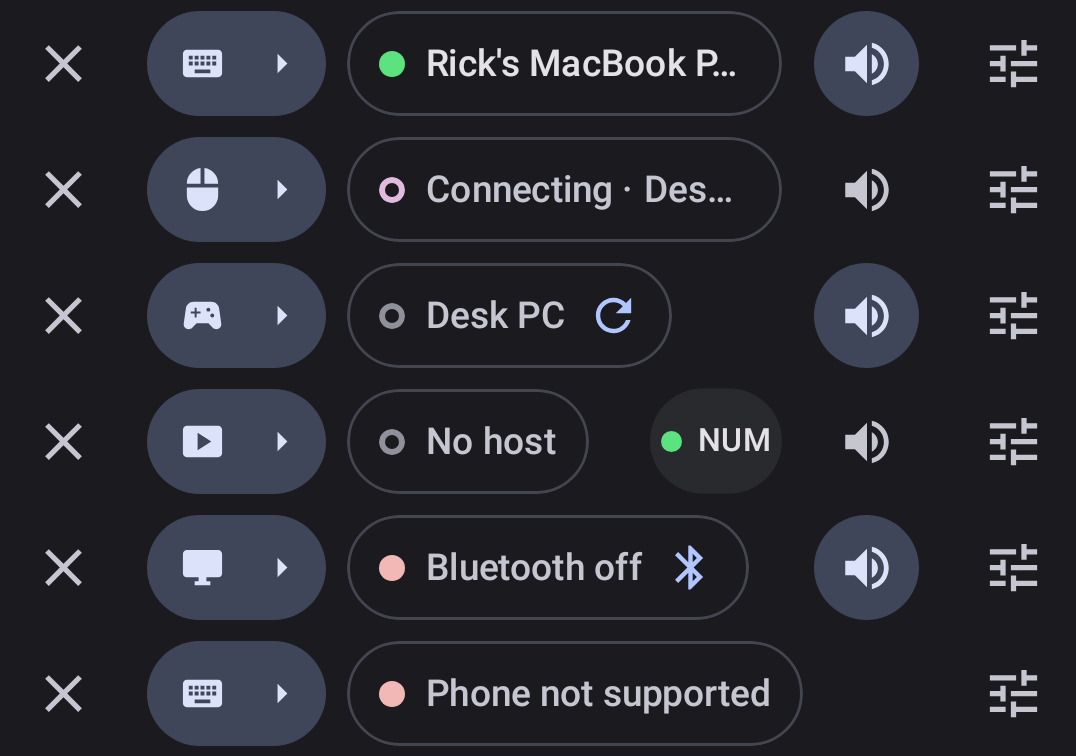 Rick's MacBook P...
Connecting · Des...
Desk PC
No host NUM
Bluetooth off
Phone not supported